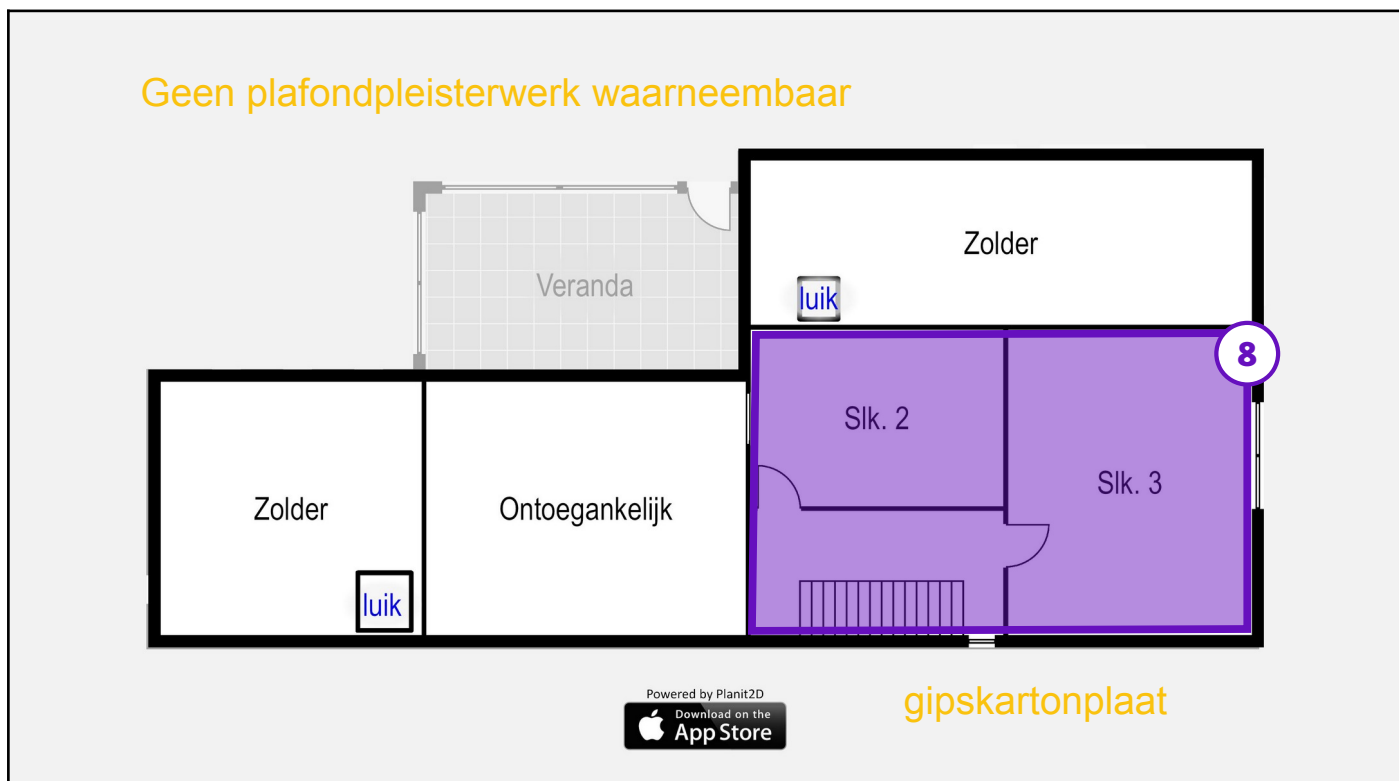 Geen plafondpleisterwerk waarneembaar
Zolder
Veranda
luik
8
Slk. 2
Slk. 3
Zolder
Ontoegankelijk
luik
gipskartonplaat
Powered by Planit2D
Download on the
App Store